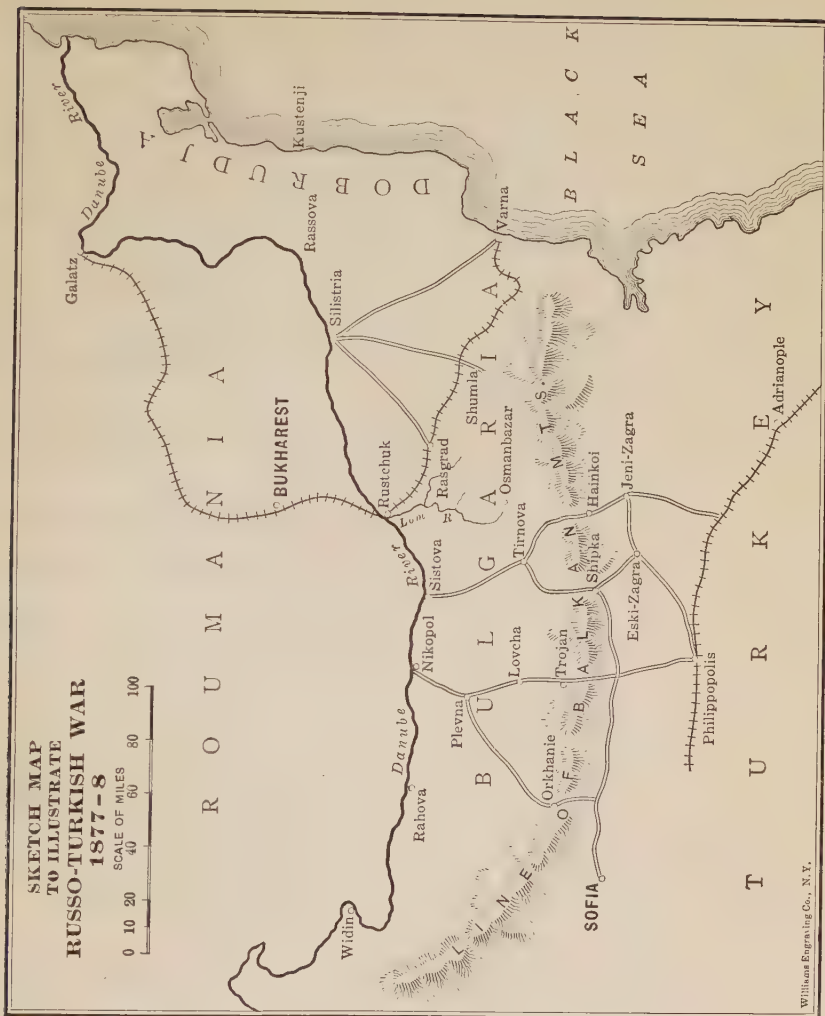 SKETCH MAP
TO ILLUSTRATE
RUSSO-TURKISH WAR
1877-8
SCALE OF MILES
0 10 20 40 60 80 100
ROUMANIA
BUKHAREST
Galatz
Danube River
Widin
Rahova
Danube
River
Nikopol
Sistova
Rustchuk
Silistria
Rassova
Kustenji
DOBRUDJ
BLACK
SEA
Varna
Plevna
Lovcha
Tirnova
Lom R
Rasgrad
Osmanbazar
Shumla
BULGARIA
Orkhanie
Trojan
Shipka
Hainkoi
LINE OF BALKAN MTS.
SOFIA
Eski-Zagra
Jeni-Zagra
Philippopolis
Adrianople
TURKEY
Williams Engraving Co., N.Y.